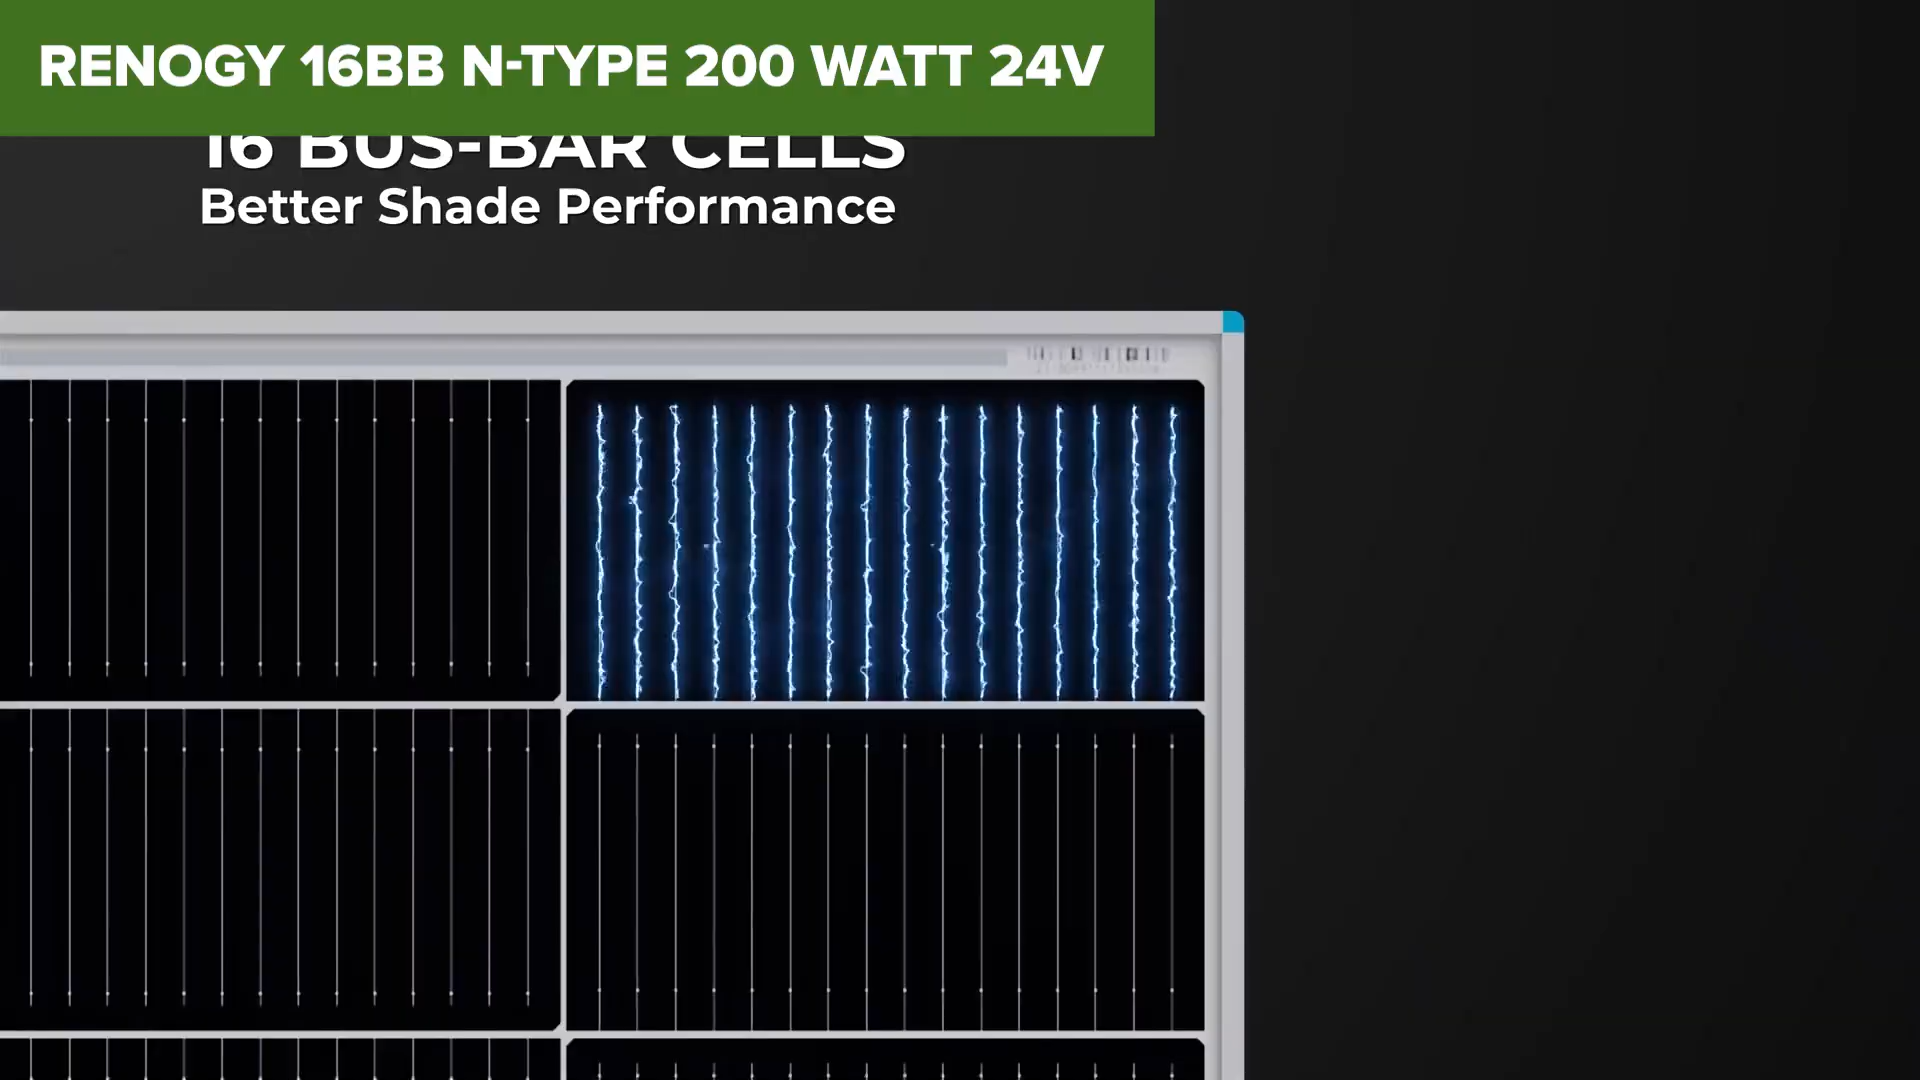 RENOGY 16BB N-TYPE 200 WATT 24V
16 BUS-BAR CELLS
Better Shade Performance